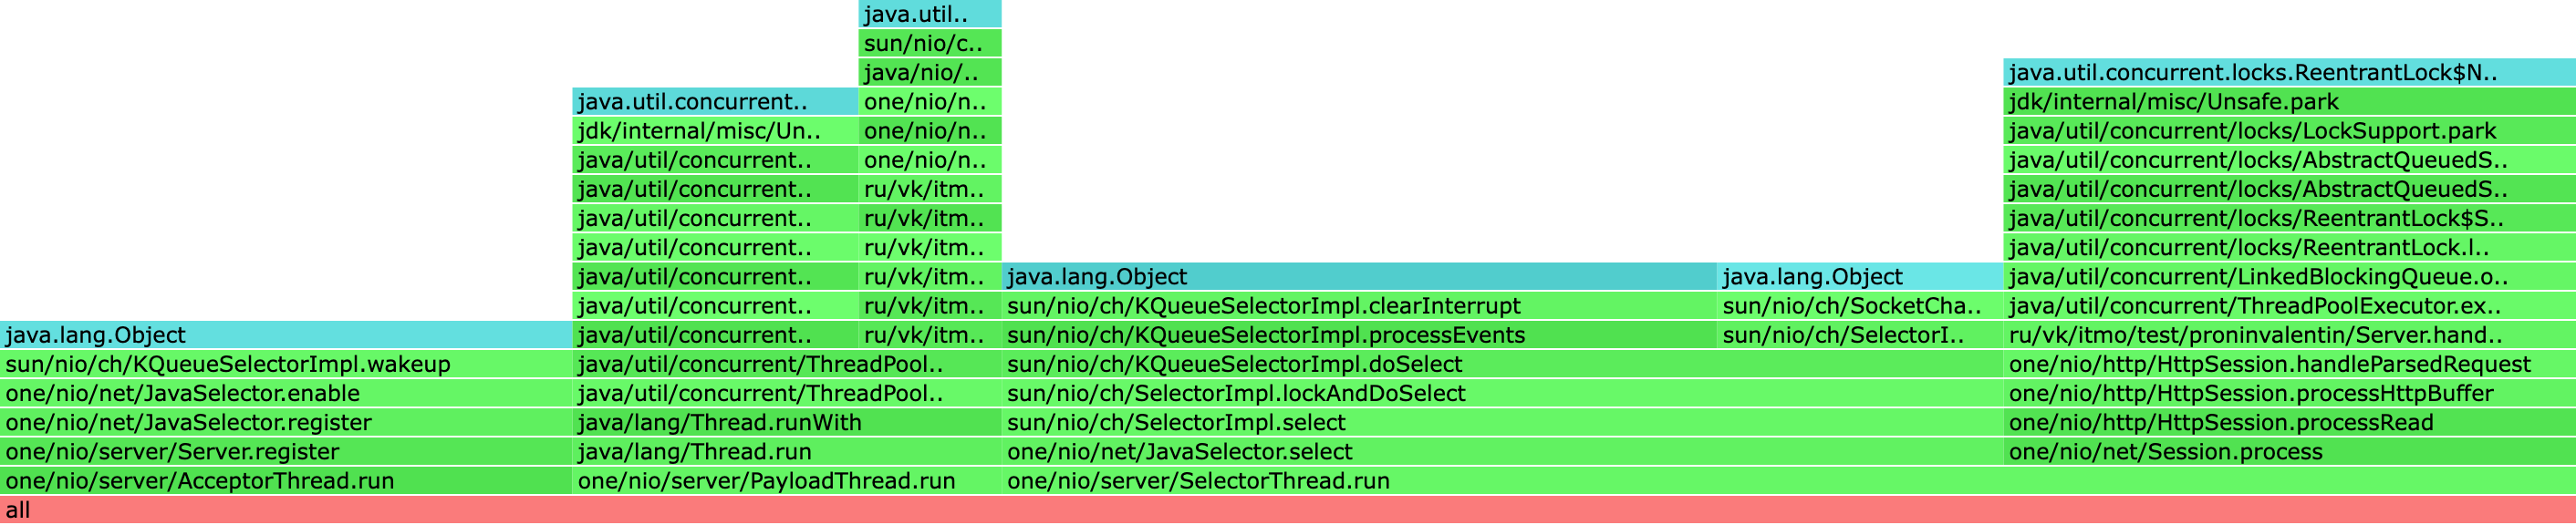 java.util..
sun/nio/c..
java/nio/..
java.util.concurrent.locks.ReentrantLock$N..
java.util.concurrent..
one/nio/n..
jdk/internal/misc/Unsafe.park
jdk/internal/misc/Un..
one/nio/n..
java/util/concurrent/locks/LockSupport.park
java/util/concurrent..
one/nio/n..
java/util/concurrent/locks/AbstractQueuedS..
java/util/concurrent..
ru/vk/itm..
java/util/concurrent/locks/AbstractQueuedS..
java/util/concurrent..
ru/vk/itm..
java/util/concurrent/locks/ReentrantLock$S..
java/util/concurrent..
ru/vk/itm..
java/util/concurrent/locks/ReentrantLock.l..
java/util/concurrent..
ru/vk/itm..
java.lang.Object
java.lang.Object
java/util/concurrent/LinkedBlockingQueue.o..
java/util/concurrent..
ru/vk/itm..
sun/nio/ch/KQueueSelectorImpl.clearInterrupt
sun/nio/ch/SocketCha..
java/util/concurrent/ThreadPoolExecutor.ex..
java.lang.Object
java/util/concurrent..
ru/vk/itm..
sun/nio/ch/KQueueSelectorImpl.processEvents
sun/nio/ch/SelectorI..
ru/vk/itmo/test/proninvalentin/Server.hand..
sun/nio/ch/KQueueSelectorImpl.wakeup
java/util/concurrent/ThreadPool..
sun/nio/ch/KQueueSelectorImpl.doSelect
one/nio/http/HttpSession.handleParsedRequest
one/nio/net/JavaSelector.enable
java/util/concurrent/ThreadPool..
sun/nio/ch/SelectorImpl.lockAndDoSelect
one/nio/http/HttpSession.processHttpBuffer
one/nio/net/JavaSelector.register
java/lang/Thread.runWith
sun/nio/ch/SelectorImpl.select
one/nio/http/HttpSession.processRead
one/nio/server/Server.register
java/lang/Thread.run
one/nio/net/JavaSelector.select
one/nio/net/Session.process
one/nio/server/AcceptorThread.run
one/nio/server/PayloadThread.run
one/nio/server/SelectorThread.run
all